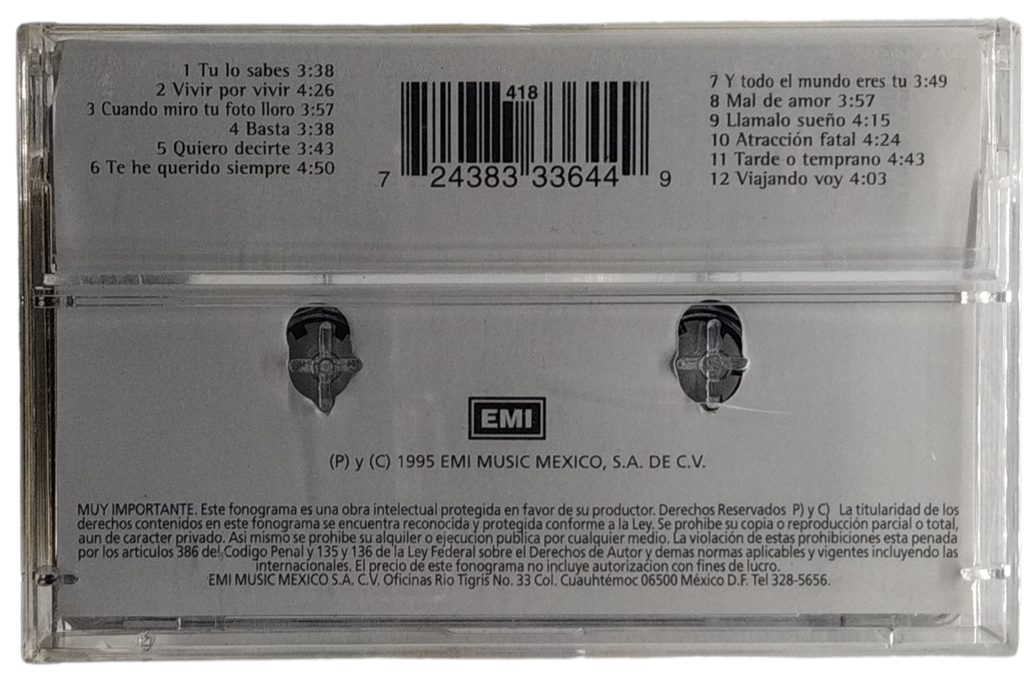 1 Tu lo sabes 3:38
2 Vivir por vivir 4:26
3 Cuando miro tu foto lloro 3:57
4 Basta 3:38
5 Quiero decirte 3:43
6 Te he querido siempre 4:50
418
7 24383 33644 9
7 Y todo el mundo eres tu 3:49
8 Mal de amor 3:57
9 Llamalo sueño 4:15
10 Atracción fatal 4:24
11 Tarde o temprano 4:43
12 Viajando voy 4:03
EMI
(P) y (C) 1995 EMI MUSIC MEXICO, S.A. DE C.V.
MUY IMPORTANTE. Este fonograma es una obra intelectual protegida en favor de su productor. Derechos Reservados P) y C) La titularidad de los
derechos contenidos en este fonograma se encuentra reconocida y protegida conforme a la Ley. Se prohibe su copia o reproducción parcial o total,
aun de caracter privado. Asi mismo se prohibe su alquiler o ejecucion publica por cualquier medio. La violación de estas prohibiciones esta penada
por los articulos 386 del Codigo Penal y 135 y 136 de la Ley Federal sobre el Derechos de Autor y demas normas aplicables y vigentes incluyendo las
internacionales. El precio de este fonograma no incluye autorizacion con fines de lucro.
EMI MUSIC MEXICO S.A. C.V. Oficinas Rio Tigris No. 33 Col. Cuauhtémoc 06500 México D.F. Tel 328-5656.